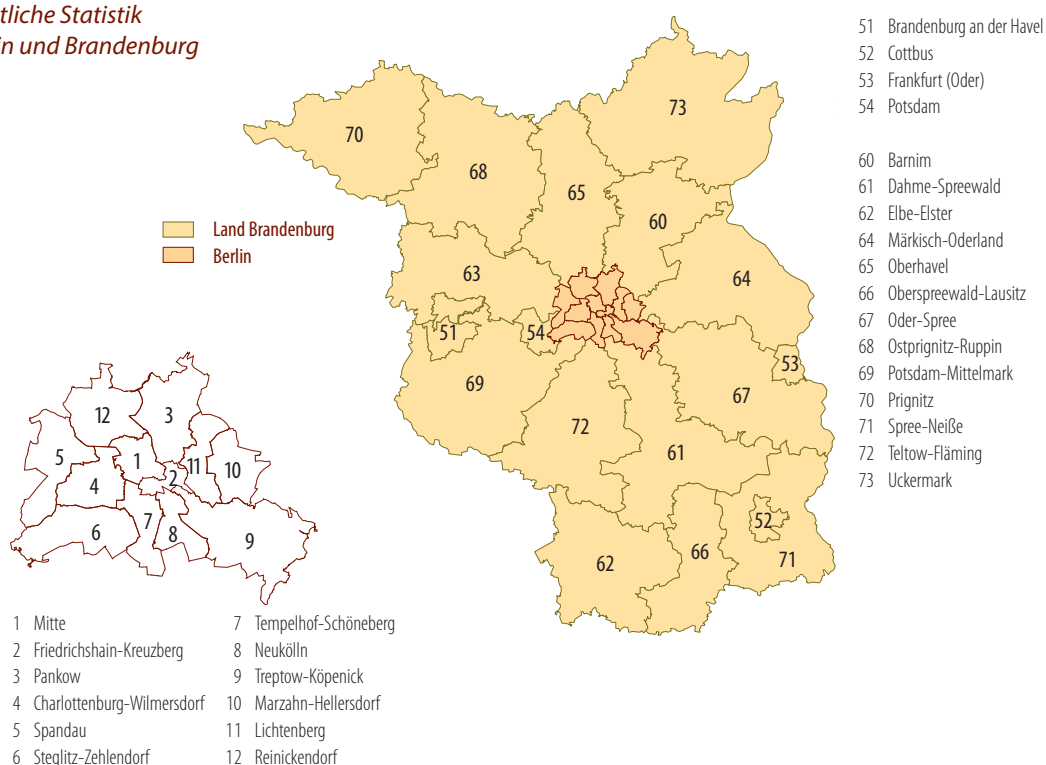 tliche Statistik
in und Brandenburg
Land Brandenburg
Berlin
70
68
73
65
60
63
64
51
54
53
69
67
72
61
52
66
62
71
12
3
5
1
11
10
4
2
7
6
8
9
1 Mitte
2 Friedrichshain-Kreuzberg
3 Pankow
4 Charlottenburg-Wilmersdorf
5 Spandau
6 Steglitz-Zehlendorf
7 Tempelhof-Schöneberg
8 Neukölln
9 Treptow-Köpenick
10 Marzahn-Hellersdorf
11 Lichtenberg
12 Reinickendorf
51 Brandenburg an der Havel
52 Cottbus
53 Frankfurt (Oder)
54 Potsdam
60 Barnim
61 Dahme-Spreewald
62 Elbe-Elster
64 Märkisch-Oderland
65 Oberhavel
66 Oberspreewald-Lausitz
67 Oder-Spree
68 Ostprignitz-Ruppin
69 Potsdam-Mittelmark
70 Prignitz
71 Spree-Neiße
72 Teltow-Fläming
73 Uckermark